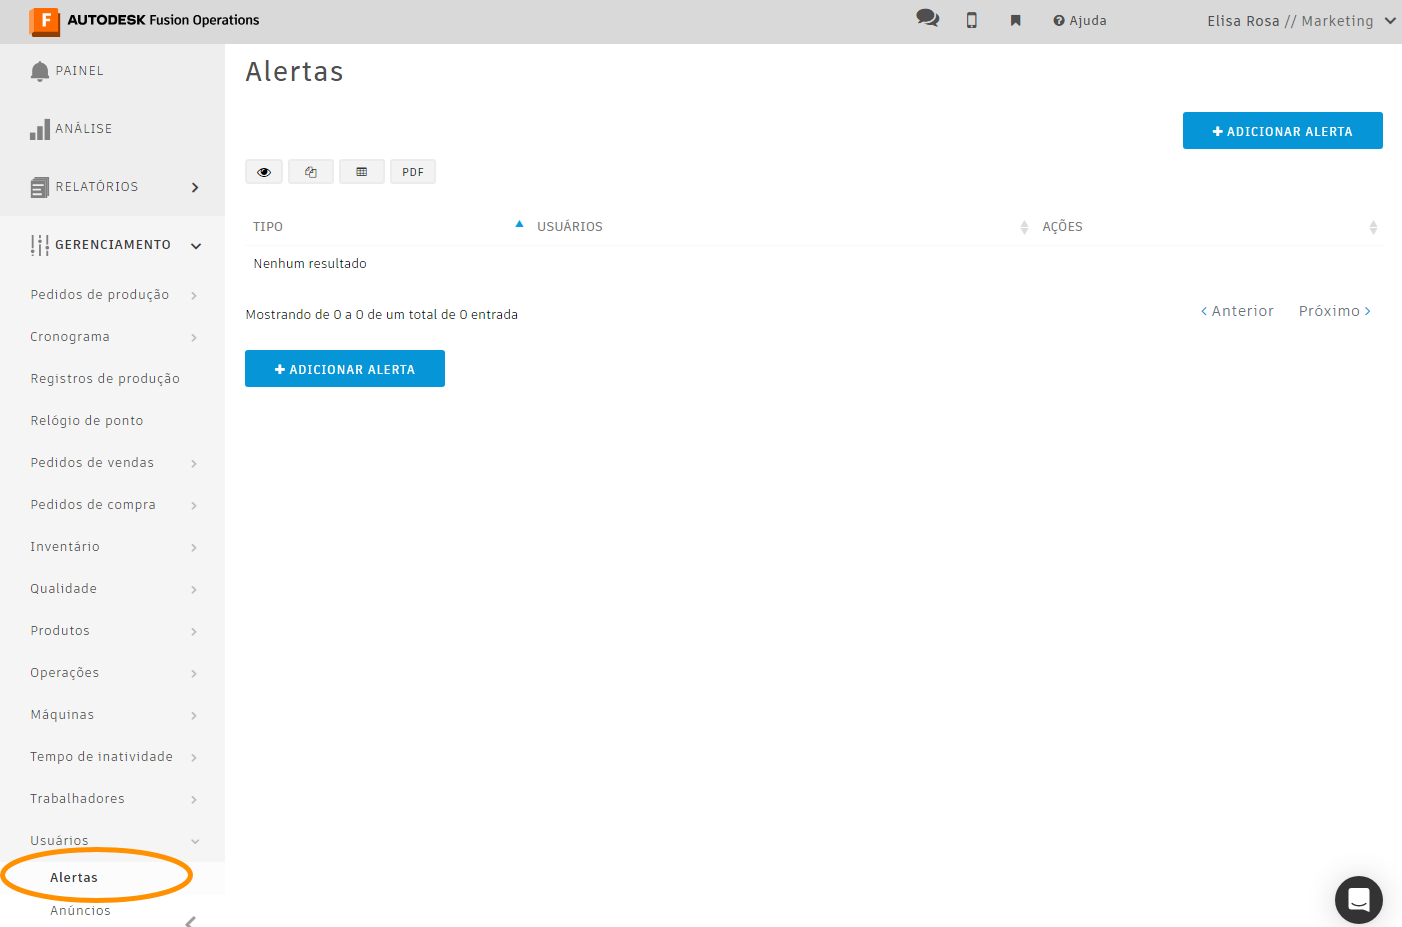 F AUTODESK Fusion Operations
Ajuda
Elisa Rosa // Marketing
PAINEL
ANÁLISE
RELATÓRIOS
GERENCIAMENTO
Pedidos de produção
Cronograma
Registros de produção
Relógio de ponto
Pedidos de vendas
Pedidos de compra
Inventário
Qualidade
Produtos
Operações
Máquinas
Tempo de inatividade
Trabalhadores
Usuários
Alertas
Anúncios
Alertas
+ ADICIONAR ALERTA
PDF
TIPO USUÁRIOS AÇÕES
Nenhum resultado
Mostrando de 0 a 0 de um total de 0 entrada
< Anterior Próximo >
+ ADICIONAR ALERTA